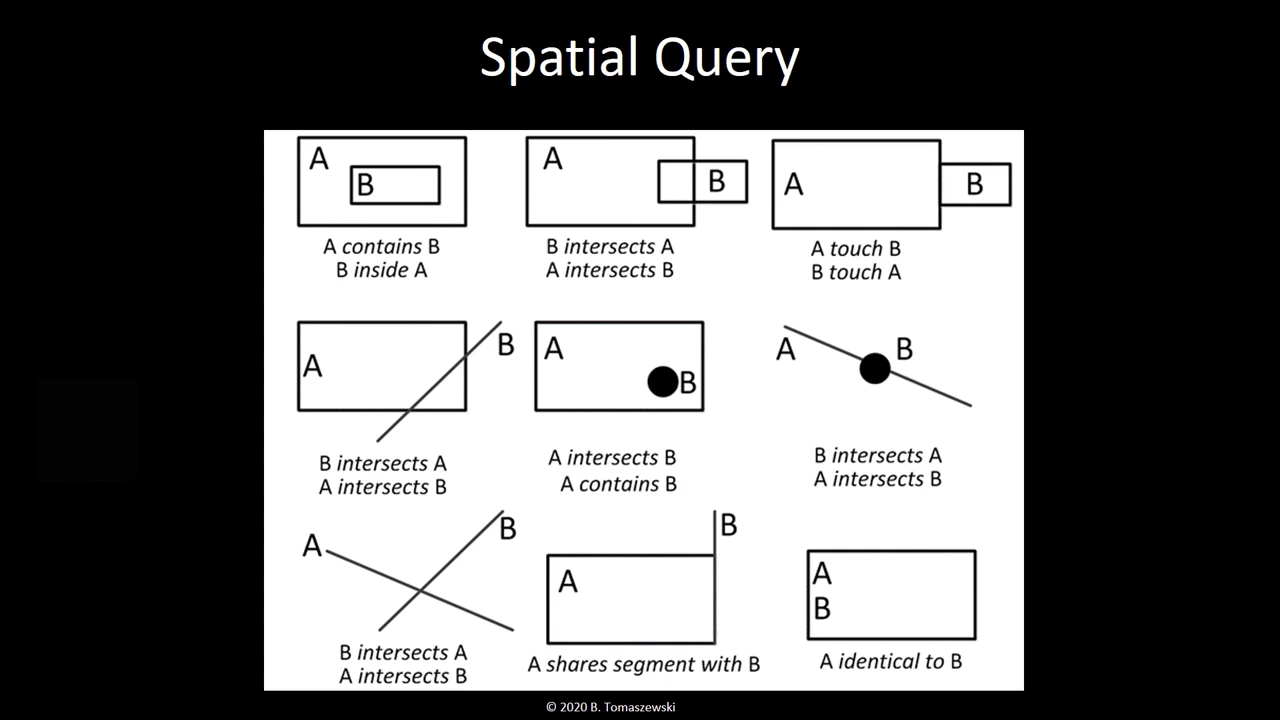 Spatial Query
A
B
A contains B
B inside A
A
B
B intersects A
A intersects B
A
B
A touch B
B touch A
A
B
B intersects A
A intersects B
A
B
A intersects B
A contains B
A
B
B intersects A
A intersects B
A
B
B intersects A
A intersects B
A
B
A shares segment with B
A
B
A identical to B
© 2020 B. Tomaszewski